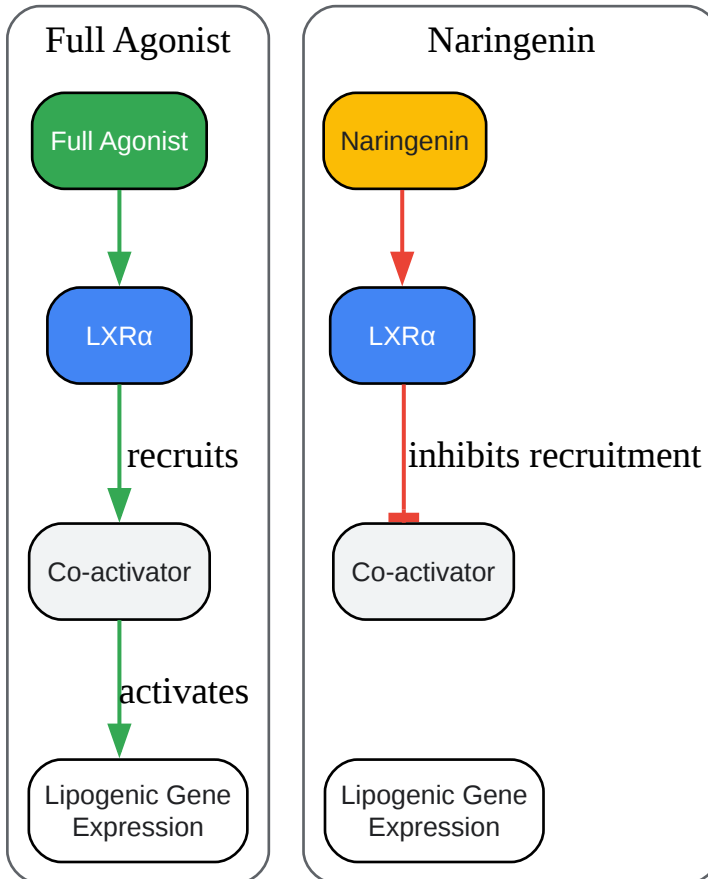 Full Agonist
Full Agonist
LXRα
recruits
Co-activator
activates
Lipogenic Gene
Expression
Naringenin
Naringenin
LXRα
inhibits recruitment
Co-activator
Lipogenic Gene
Expression